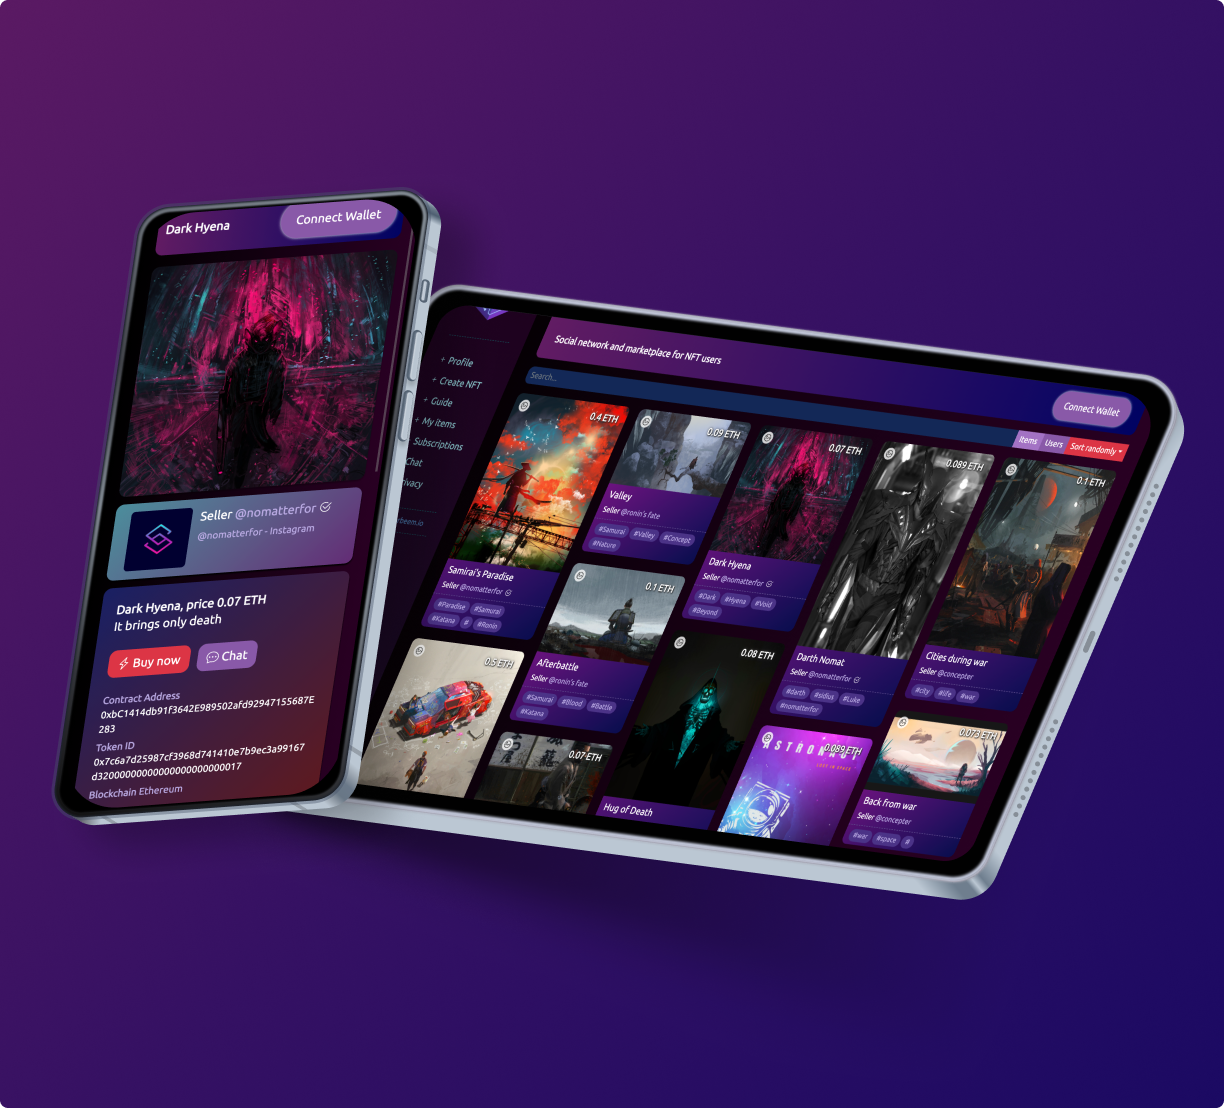 Dark Hyena
Connect Wallet
Seller @nomatterfor
@nomatterfor - Instagram
Dark Hyena, price 0.07 ETH
It brings only death
Buy now
Chat
Contract Address
0xbC1414db91f3642E989502afd92947155687E
283
Token ID
0x7c6a7d25987cf3968d741410e7b9ec3a99167
Blockchain Ethereum
+ Profile
+ Create NFT
+ Guide
+ My items
Subscriptions
Chat
rivacy
Social network and marketplace for NFT users
Connect Wallet
Search...
Items
Users
Sort randomly
0.4 ETH
Samirai's Paradise
Seller @nomatterfor
#Paradise
#Samurai
#Katana
#
#Ronin
0.5 ETH
0.09 ETH
Valley
Seller @ronin's fate
#Samurai
#Valley
#Concept
#Nature
0.1 ETH
Afterbattle
Seller @ronin's fate
#Samurai
#Blood
#Battle
#Katana
0.07 ETH
0.07 ETH
Dark Hyena
Seller @nomatterfor
#Dark
#Hyena
#Void
#Beyond
0.08 ETH
Hug of Death
0.089 ETH
Darth Nomat
Seller @nomatterfor
#darth
#sidius
#Luke
#nomatterfor
0.089 ETH
ASTRONAUT
LOST IN SPACE
0.1 ETH
Cities during war
Seller @concepter
#city
#life
#war
0.073 ETH
Back from war
Seller @concepter
#war
#space
#